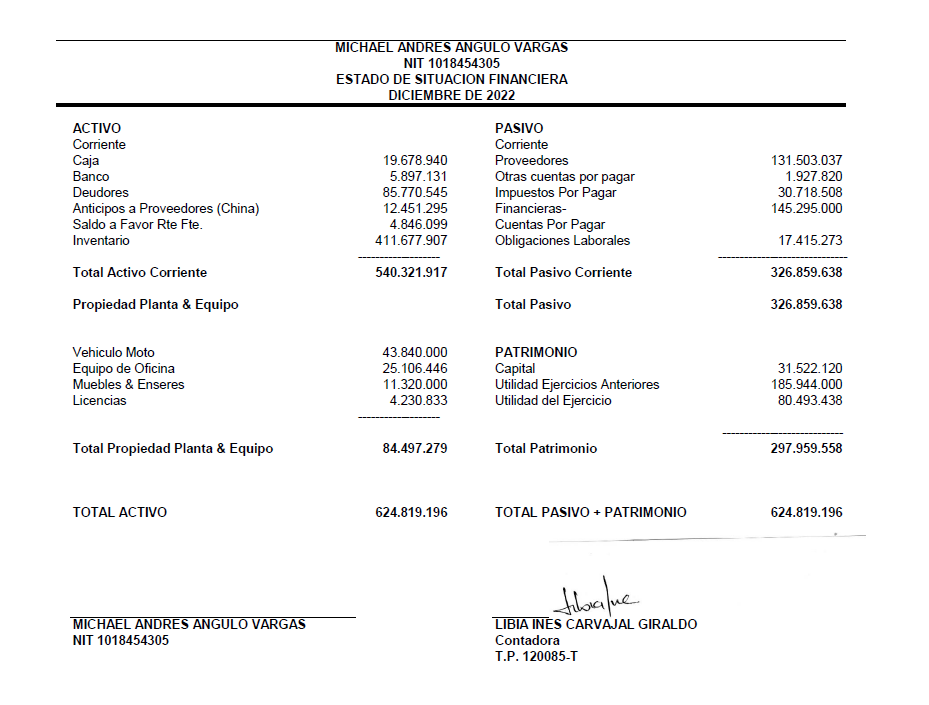 MICHAEL ANDRES ANGULO VARGAS
NIT 1018454305
ESTADO DE SITUACION FINANCIERA
DICIEMBRE DE 2022
ACTIVO
Corriente
Caja 19.678.940
Banco 5.897.131
Deudores 85.770.545
Anticipos a Proveedores (China) 12.451.295
Saldo a Favor Rte Fte. 4.846.099
Inventario 411.677.907
Total Activo Corriente 540.321.917
Propiedad Planta & Equipo
Vehiculo Moto 43.840.000
Equipo de Oficina 25.106.446
Muebles & Enseres 11.320.000
Licencias 4.230.833
Total Propiedad Planta & Equipo 84.497.279
TOTAL ACTIVO 624.819.196
PASIVO
Corriente
Proveedores 131.503.037
Otras cuentas por pagar 1.927.820
Impuestos Por Pagar 30.718.508
Financieras- 145.295.000
Cuentas Por Pagar
Obligaciones Laborales 17.415.273
Total Pasivo Corriente 326.859.638
Total Pasivo 326.859.638
PATRIMONIO
Capital 31.522.120
Utilidad Ejercicios Anteriores 185.944.000
Utilidad del Ejercicio 80.493.438
Total Patrimonio 297.959.558
TOTAL PASIVO + PATRIMONIO 624.819.196
MICHAEL ANDRES ANGULO VARGAS
NIT 1018454305
LIBIA INES CARVAJAL GIRALDO
Contadora
T.P. 120085-T